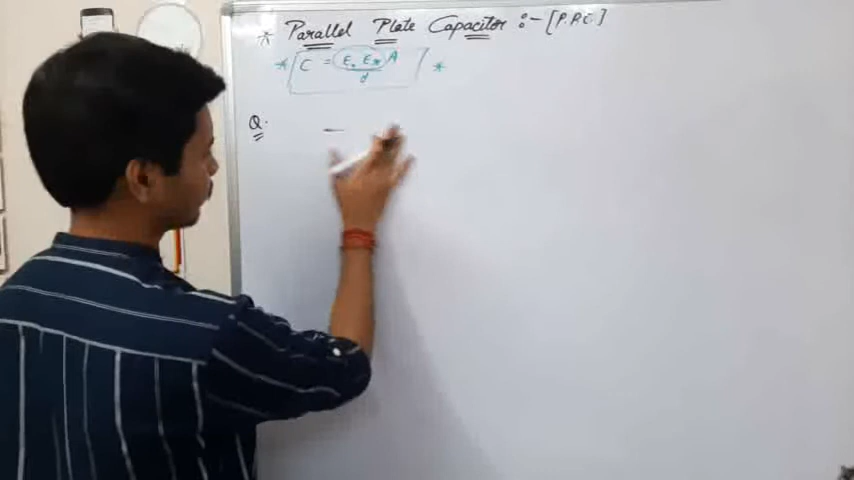 * Parallel Plate Capacitor :- [P.P.C]
* [C = ε₀ εᵣ A / d] *
Q.